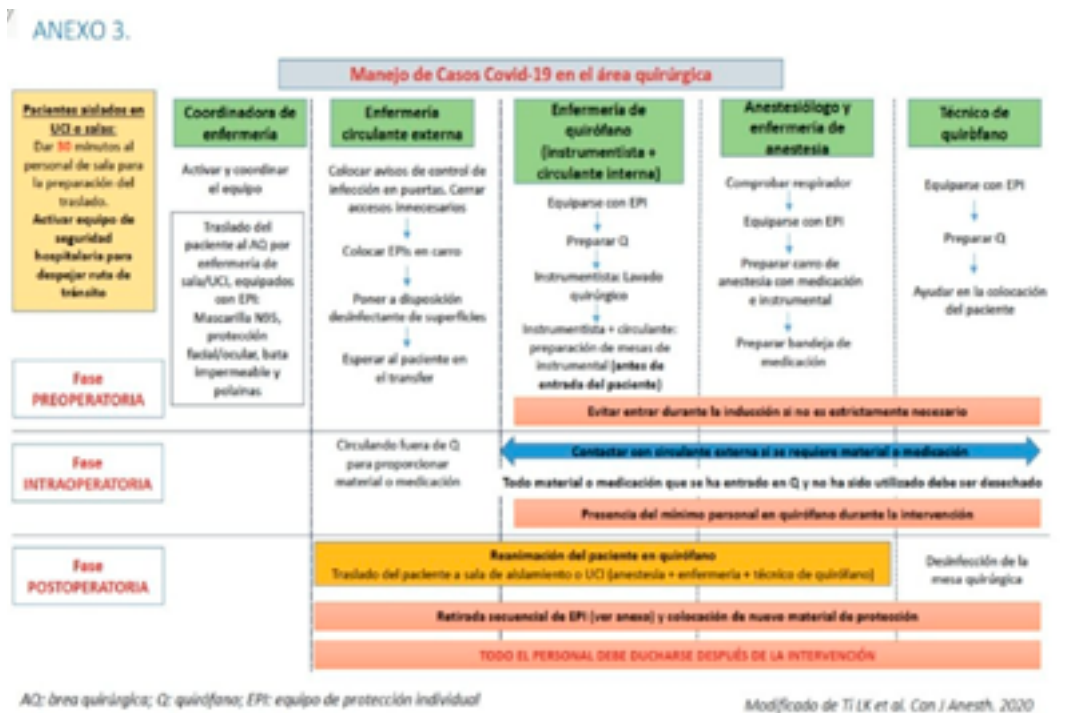 ANEXO 3.
Manejo de Casos Covid-19 en el área quirúrgica
Pacientes aislados en
UCI o salas:
Dar 30 minutos al
personal de sala para
la preparación del
traslado.
Activar equipo de
seguridad
hospitalaria para
despejar ruta de
tránsito
Coordinadora de
enfermería
Activar y coordinar
el equipo
Traslado del
paciente al AQ por
enfermería de
sala/UCI, equipados
con EPI:
Mascarilla N95,
protección
facial/ocular, bata
impermeable y
polainas
Enfermería
circulante externa
Colocar avisos de control de
infección en puertas. Cerrar
accesos innecesarios
Colocar EPIs en carro
Poner a disposición
desinfectante de superficies
Esperar al paciente en
el transfer
Enfermería de
quirófano
(instrumentista +
circulante interna)
Equiparse con EPI
Preparar Q
Instrumentista: Lavado
quirúrgico
Instrumentista + circulante:
preparación de mesas de
instrumental (antes de
entrada del paciente)
Anestesiólogo y
enfermería de
anestesia
Comprobar respirador
Equiparse con EPI
Preparar carro de
anestesia con medicación
e instrumental
Preparar bandeja de
medicación
Técnico de
quirófano
Equiparse con EPI
Preparar Q
Ayudar en la colocación
del paciente
Fase
PREOPERATORIA
Evitar entrar durante la inducción si no es estrictamente necesario
Fase
INTRAOPERATORIA
Circulando fuera de Q
para proporcionar
material o medicación
Contactar con circulante externa si se requiere material o medicación
Todo material o medicación que se ha entrado en Q y no ha sido utilizado debe ser desechado
Presencia del mínimo personal en quirófano durante la intervención
Fase
POSTOPERATORIA
Reanimación del paciente en quirófano
Traslado del paciente a sala de aislamiento o UCI (anestesia + enfermería + técnico de quirófano)
Desinfección de la
mesa quirúrgica
Retirada secuencial de EPI (ver anexo) y colocación de nuevo material de protección
TODO EL PERSONAL DEBE DUCHARSE DESPUÉS DE LA INTERVENCIÓN
AQ: área quirúrgica; Q: quirófano; EPI: equipo de protección individual
Modificado de Ti LK et al. Can J Anesth. 2020